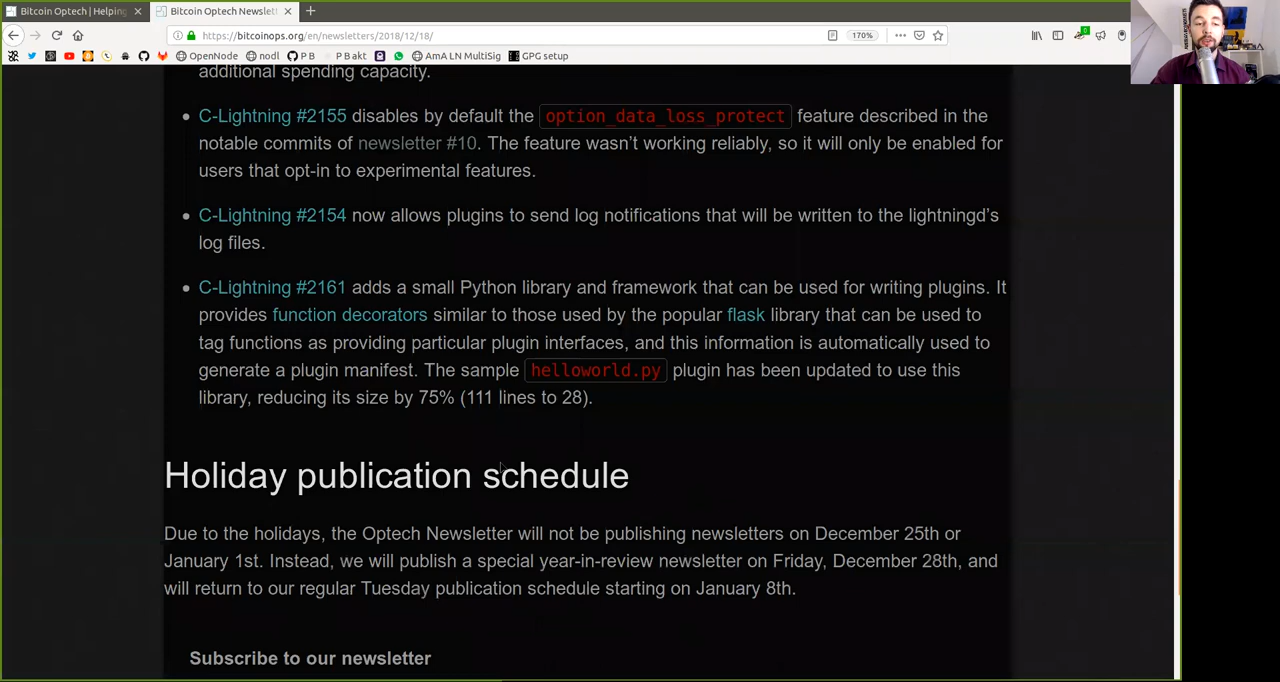 Bitcoin Optech | Helping
Bitcoin Optech Newslett
https://bitcoinops.org/en/newsletters/2018/12/18/
170%
OpenNode
nodl
P B
P B akt
AmA LN MultiSig
GPG setup
additional spending capacity.
C-Lightning #2155 disables by default the option_data_loss_protect feature described in the
notable commits of newsletter #10. The feature wasn't working reliably, so it will only be enabled for
users that opt-in to experimental features.
C-Lightning #2154 now allows plugins to send log notifications that will be written to the lightningd's
log files.
C-Lightning #2161 adds a small Python library and framework that can be used for writing plugins. It
provides function decorators similar to those used by the popular flask library that can be used to
tag functions as providing particular plugin interfaces, and this information is automatically used to
generate a plugin manifest. The sample helloworld.py plugin has been updated to use this
library, reducing its size by 75% (111 lines to 28).
Holiday publication schedule
Due to the holidays, the Optech Newsletter will not be publishing newsletters on December 25th or
January 1st. Instead, we will publish a special year-in-review newsletter on Friday, December 28th, and
will return to our regular Tuesday publication schedule starting on January 8th.
Subscribe to our newsletter